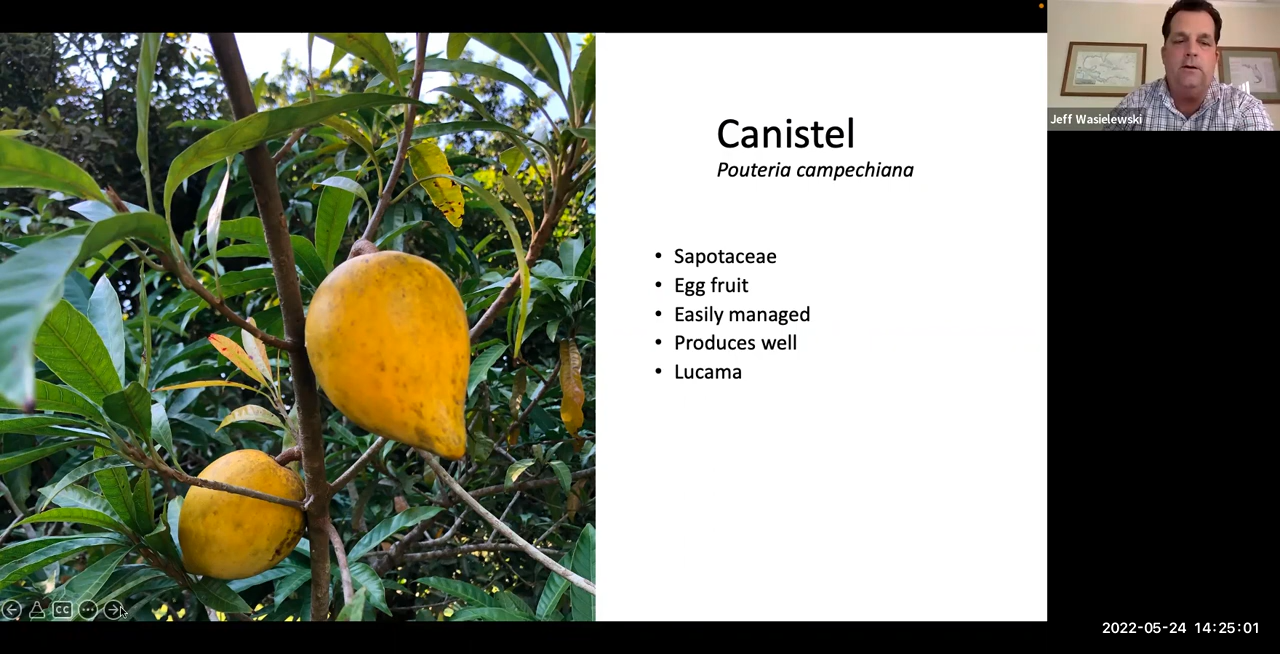 Canistel
Pouteria campechiana
• Sapotaceae
• Egg fruit
• Easily managed
• Produces well
• Lucama
Jeff Wasielewski
CC
2022-05-24 14:25:01